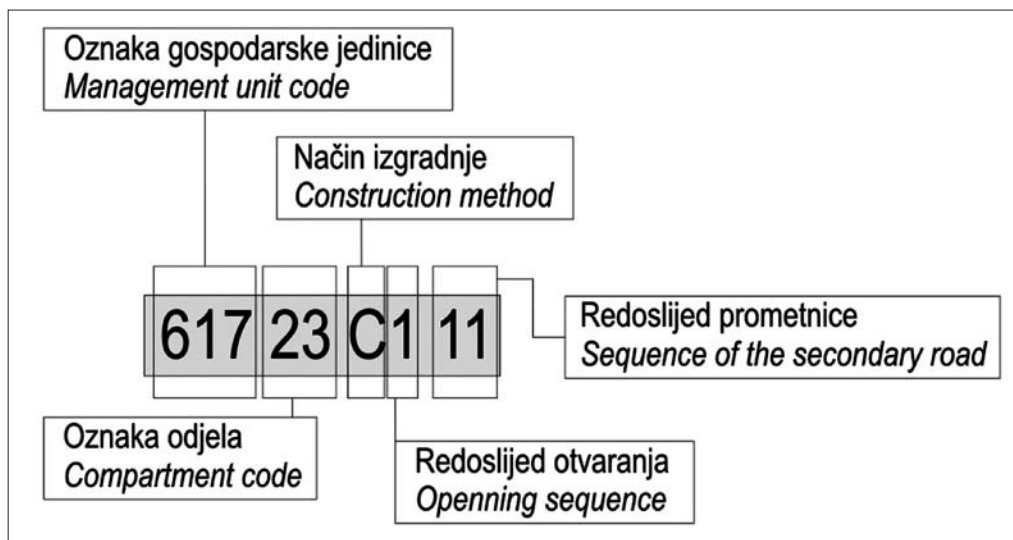 Oznaka gospodarske jedinice
Management unit code
Način izgradnje
Construction method
617 23 C 1 11
Redoslijed prometnice
Sequence of the secondary road
Oznaka odjela
Compartment code
Redoslijed otvaranja
Openning sequence